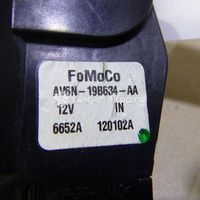 FoMoCo
AV6N-19B634-AA
12V IN
6652A 120102A